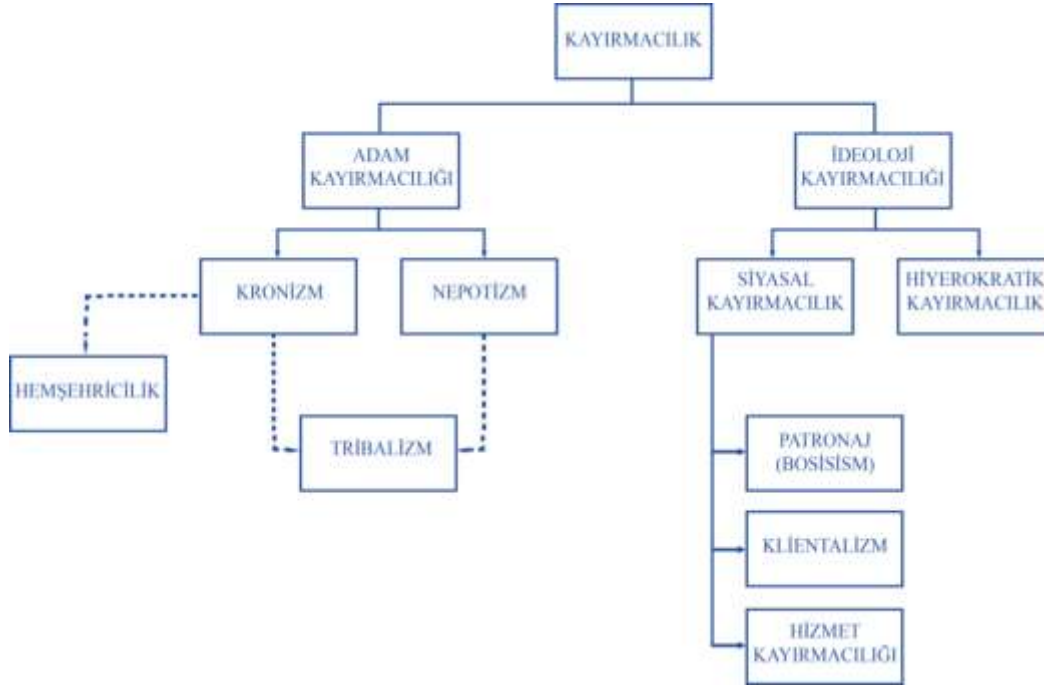 KAYIRMACILIK
ADAM
KAYIRMACILIĞI
İDEOLOJİ
KAYIRMACILIĞI
KRONİZM
NEPOTİZM
SİYASAL
KAYIRMACILIK
HİYEROKRATİK
KAYIRMACILIK
HEMŞEHRİCİLİK
TRİBALİZM
PATRONAJ
(BOSİSİSM)
KLİENTALİZM
HİZMET
KAYIRMACILIĞI